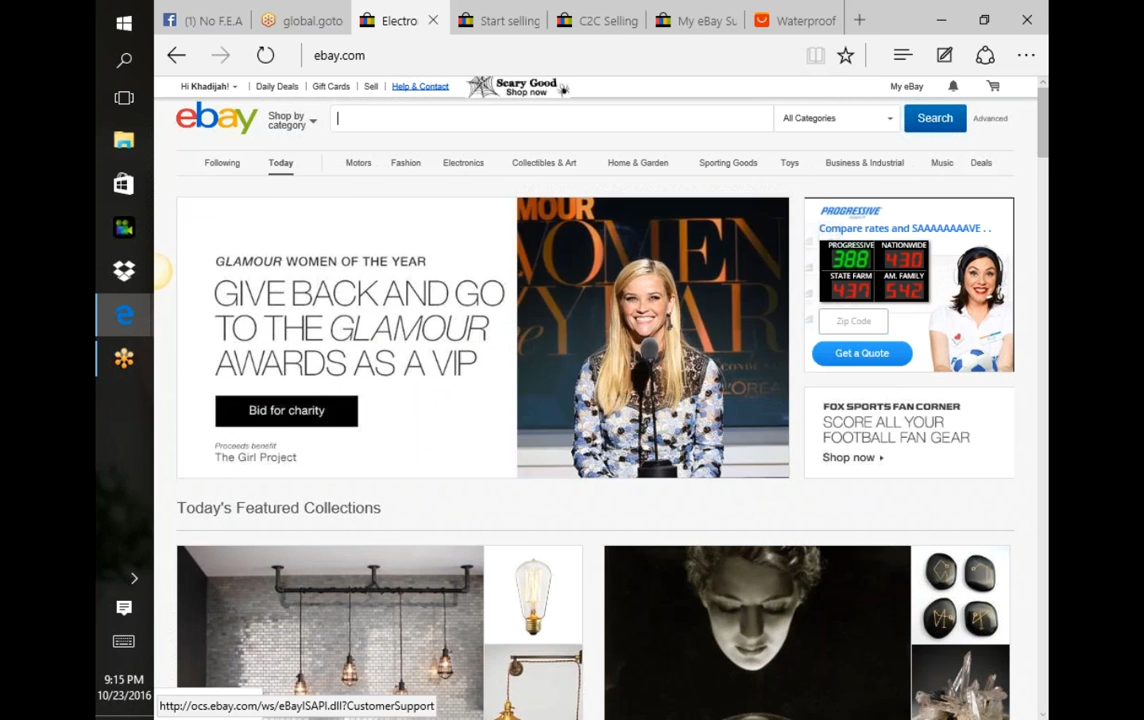 (1) No F.E.A
global.goto
Electro
Start selling
C2C Selling
My eBay Su
Waterproof
ebay.com
Hi Khadijah!
Daily Deals
Gift Cards
Sell
Help & Contact
Scary Good
Shop now
My eBay
ebay
Shop by
category
All Categories
Search
Advanced
Following
Today
Motors
Fashion
Electronics
Collectibles & Art
Home & Garden
Sporting Goods
Toys
Business & Industrial
Music
Deals
GLAMOUR WOMEN OF THE YEAR
GIVE BACK AND GO
TO THE GLAMOUR
AWARDS AS A VIP
Bid for charity
Proceeds benefit
The Girl Project
MOUR
WOMEN
YEAR
PROGRESSIVE
Compare rates and SAAAAAAAVE . .
PROGRESSIVE NATIONWIDE
388 430
STATE FARM AM. FAMILY
437 542
Zip Code
Get a Quote
FOX SPORTS FAN CORNER
SCORE ALL YOUR
FOOTBALL FAN GEAR
Shop now
Today's Featured Collections
9:15 PM
10/23/2016
http://ocs.ebay.com/ws/eBayISAPI.dll?CustomerSupport